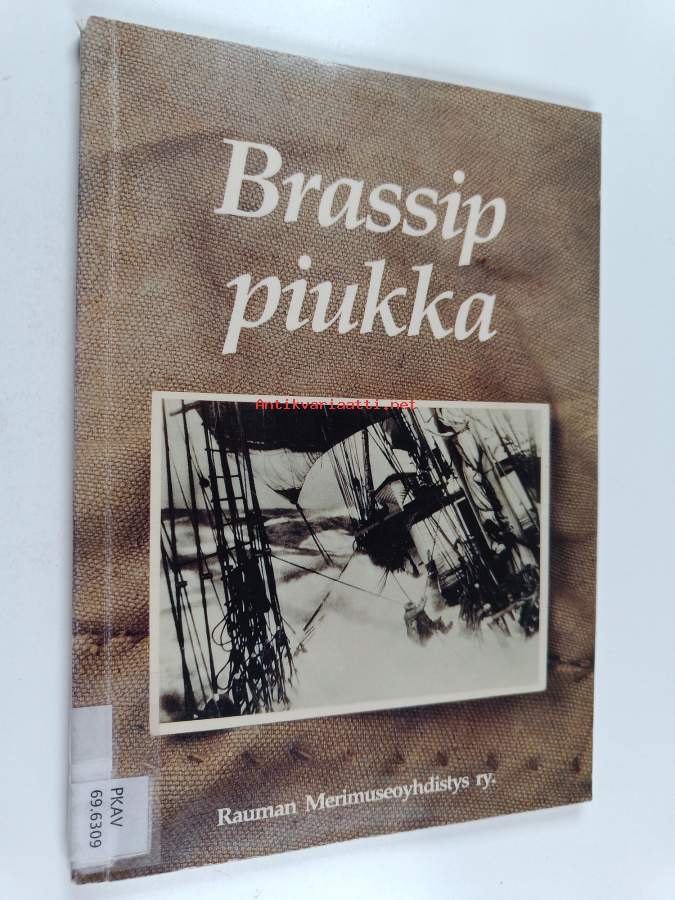 Brassip
piukka
Antikvariaatti.net
Rauman Merimuseoyhdistys ry.
PKAV
69.6309